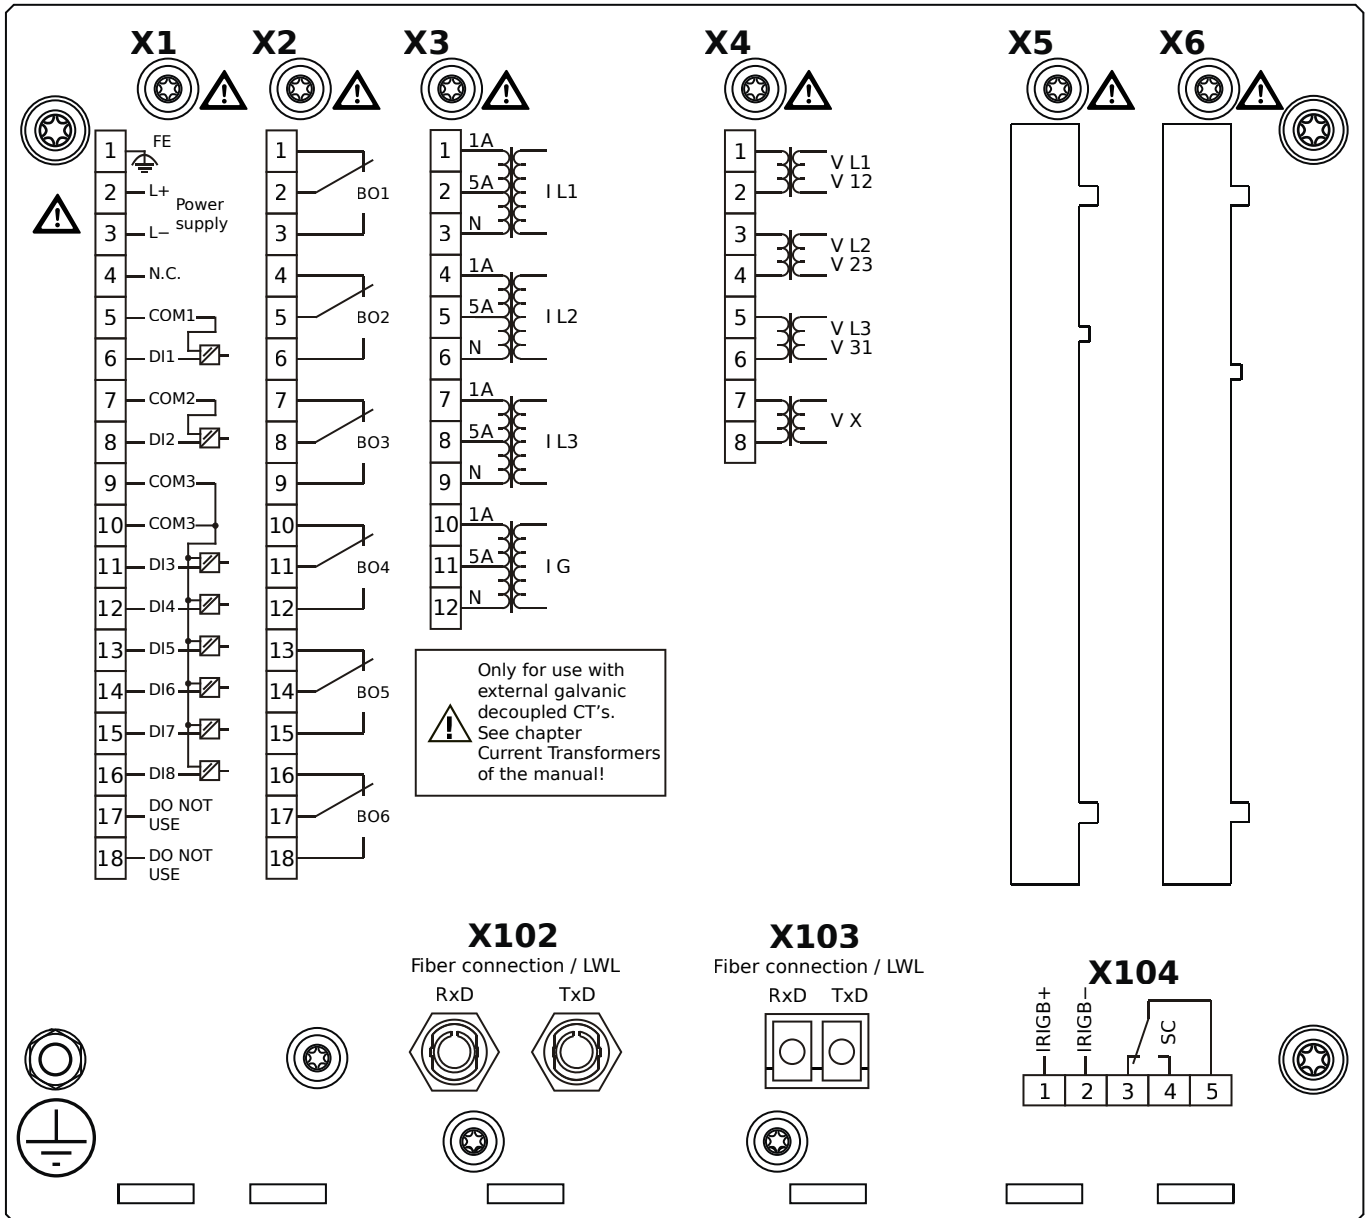 X1
X2
X3
X4
X5
X6
1 FE
2 L+
Power
supply
3 L−
4 N.C.
5 COM1
6 DI1
7 COM2
8 DI2
9 COM3
10 COM3
11 DI3
12 DI4
13 DI5
14 DI6
15 DI7
16 DI8
17 DO NOT
USE
18 DO NOT
USE
1
2 BO1
3
4
5 BO2
6
7
8 BO3
9
10
11 BO4
12
13
14 BO5
15
16
17 BO6
18
1 1A
2 5A I L1
3 N
4 1A
5 5A I L2
6 N
7 1A
8 5A I L3
9 N
10 1A
11 5A I G
12 N
Only for use with
external galvanic
decoupled CT's.
See chapter
Current Transformers
of the manual!
1 V L1
2 V 12
3 V L2
4 V 23
5 V L3
6 V 31
7 V X
8
X102
Fiber connection / LWL
RxD TxD
X103
Fiber connection / LWL
RxD TxD
X104
IRIGB+
IRIGB−
SC
1 2 3 4 5